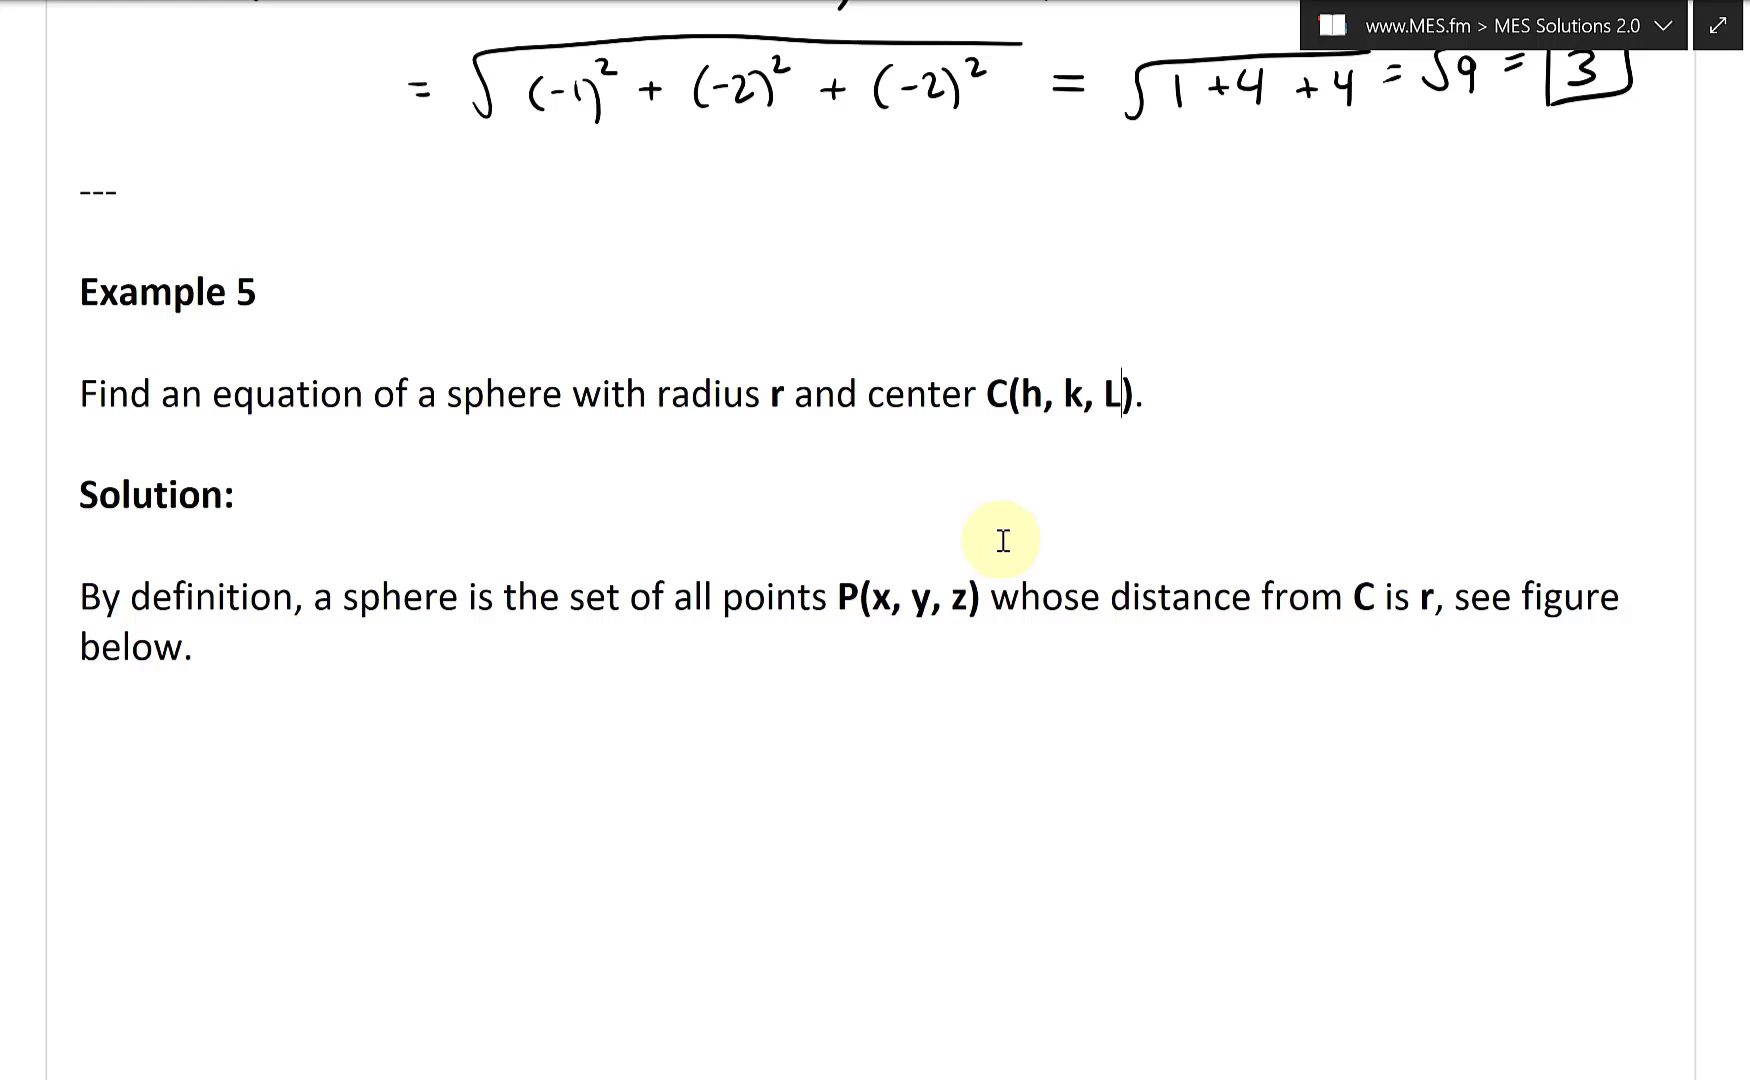 www.MES.fm > MES Solutions 2.0
= √(-1)² + (-2)² + (-2)² = √1 + 4 + 4 = √9 = 3
---
Example 5
Find an equation of a sphere with radius r and center C(h, k, L).
Solution:
By definition, a sphere is the set of all points P(x, y, z) whose distance from C is r, see figure
below.